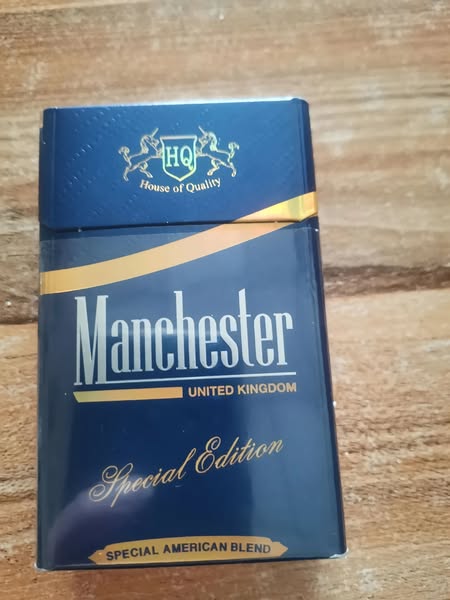 HQ
House of Quality
Manchester
UNITED KINGDOM
Special Edition
SPECIAL AMERICAN BLEND